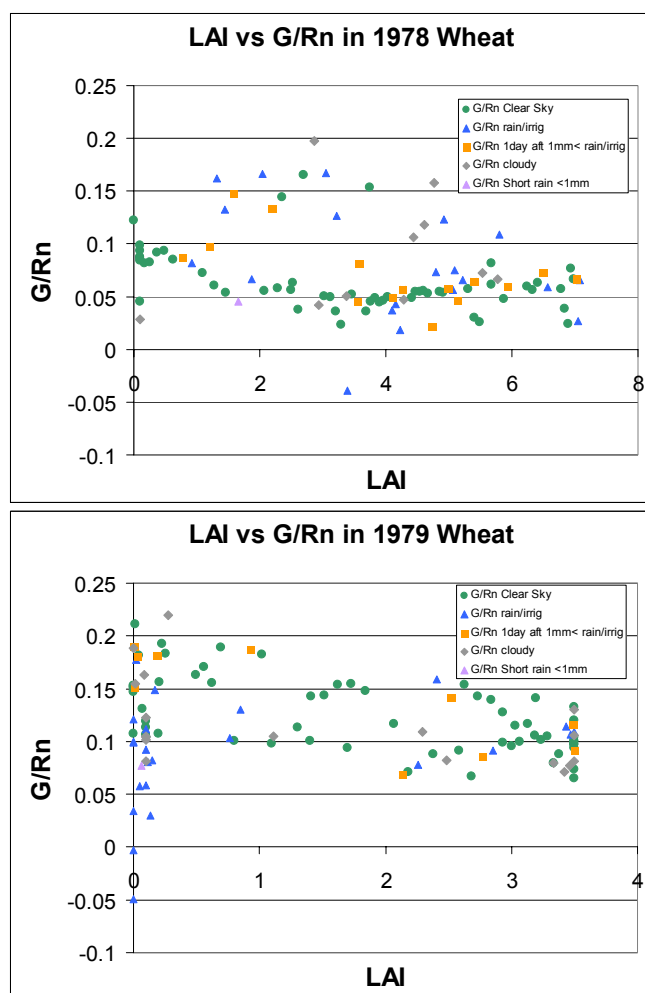 LAI vs G/Rn in 1978 Wheat
0.25
0.2
0.15
0.1
0.05
0
-0.05
-0.1
G/Rn
G/Rn Clear Sky
G/Rn rain/irrig
G/Rn 1day aft 1mm< rain/irrig
G/Rn cloudy
G/Rn Short rain <1mm
0 2 4 6 8
LAI
LAI vs G/Rn in 1979 Wheat
0.25
0.2
0.15
0.1
0.05
0
-0.05
-0.1
G/Rn
G/Rn Clear Sky
G/Rn rain/irrig
G/Rn 1day aft 1mm< rain/irrig
G/Rn cloudy
G/Rn Short rain <1mm
0 1 2 3 4
LAI